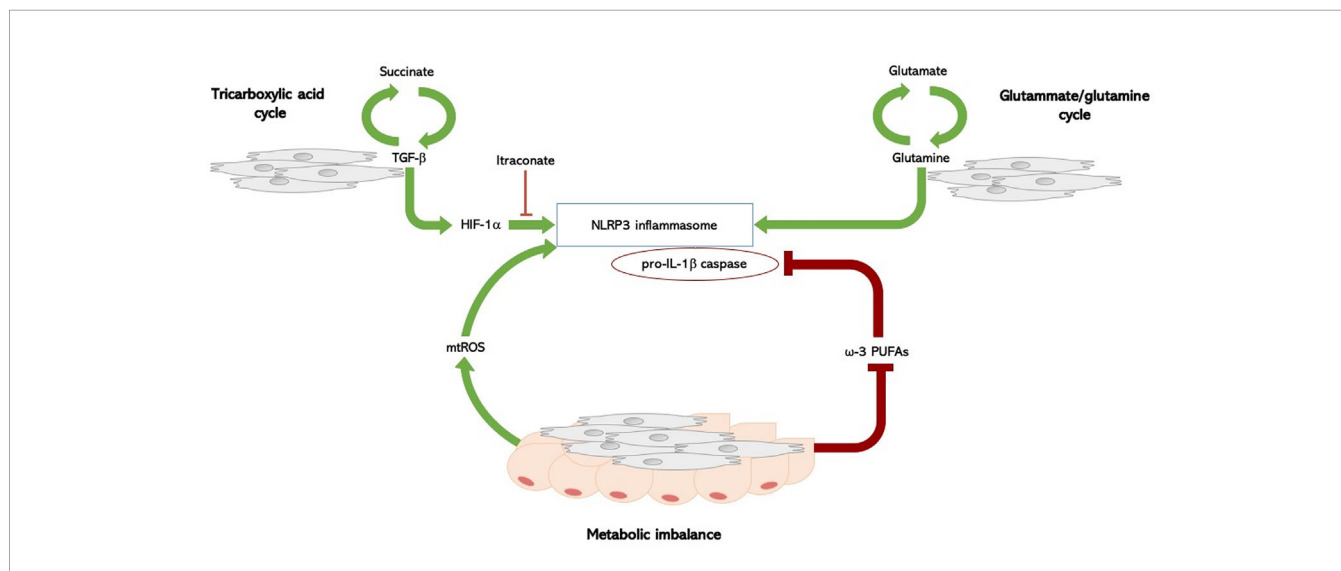 Succinate
Tricarboxylic acid
cycle
TGF-β
Itraconate
HIF-1α
Glutamate
Glutammate/glutamine
cycle
Glutamine
NLRP3 inflammasome
pro-IL-1β caspase
mtROS
ω-3 PUFAs
Metabolic imbalance